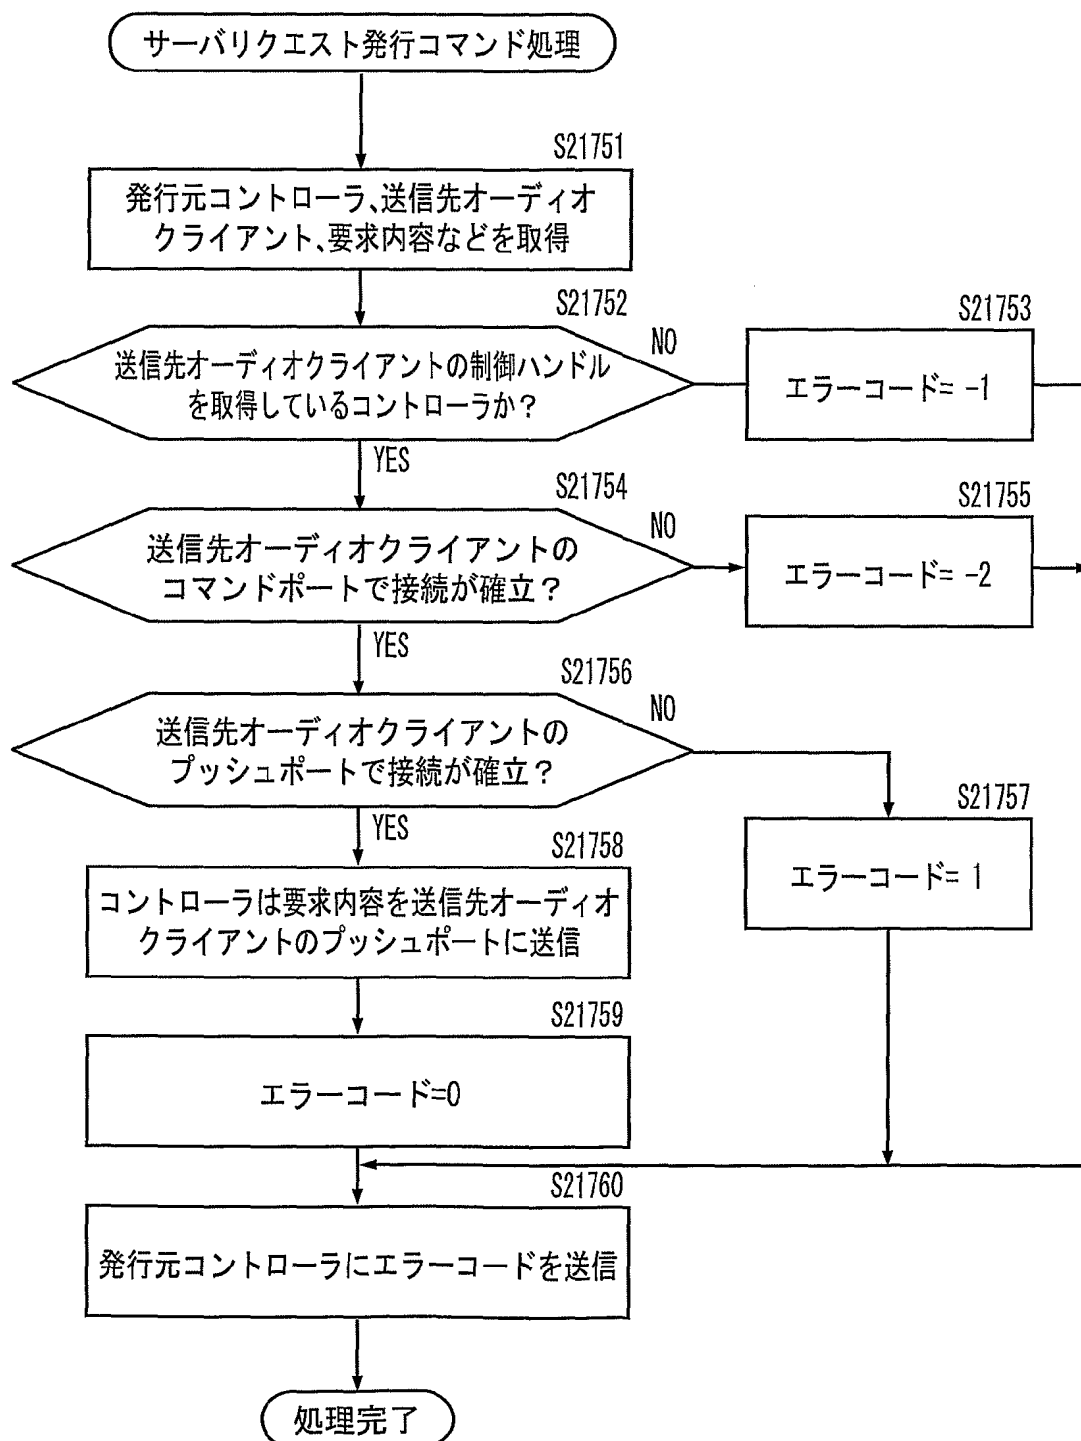 サーバリクエスト発行コマンド処理
S21751
発行元コントローラ、送信先オーディオ
クライアント、要求内容などを取得
S21752
送信先オーディオクライアントの制御ハンドル
を取得しているコントローラか？
NO
S21753
エラーコード= -1
YES
S21754
送信先オーディオクライアントの
コマンドポートで接続が確立？
NO
S21755
エラーコード= -2
YES
S21756
送信先オーディオクライアントの
プッシュポートで接続が確立？
NO
S21757
エラーコード= 1
YES
S21758
コントローラは要求内容を送信先オーディオ
クライアントのプッシュポートに送信
S21759
エラーコード=0
S21760
発行元コントローラにエラーコードを送信
処理完了